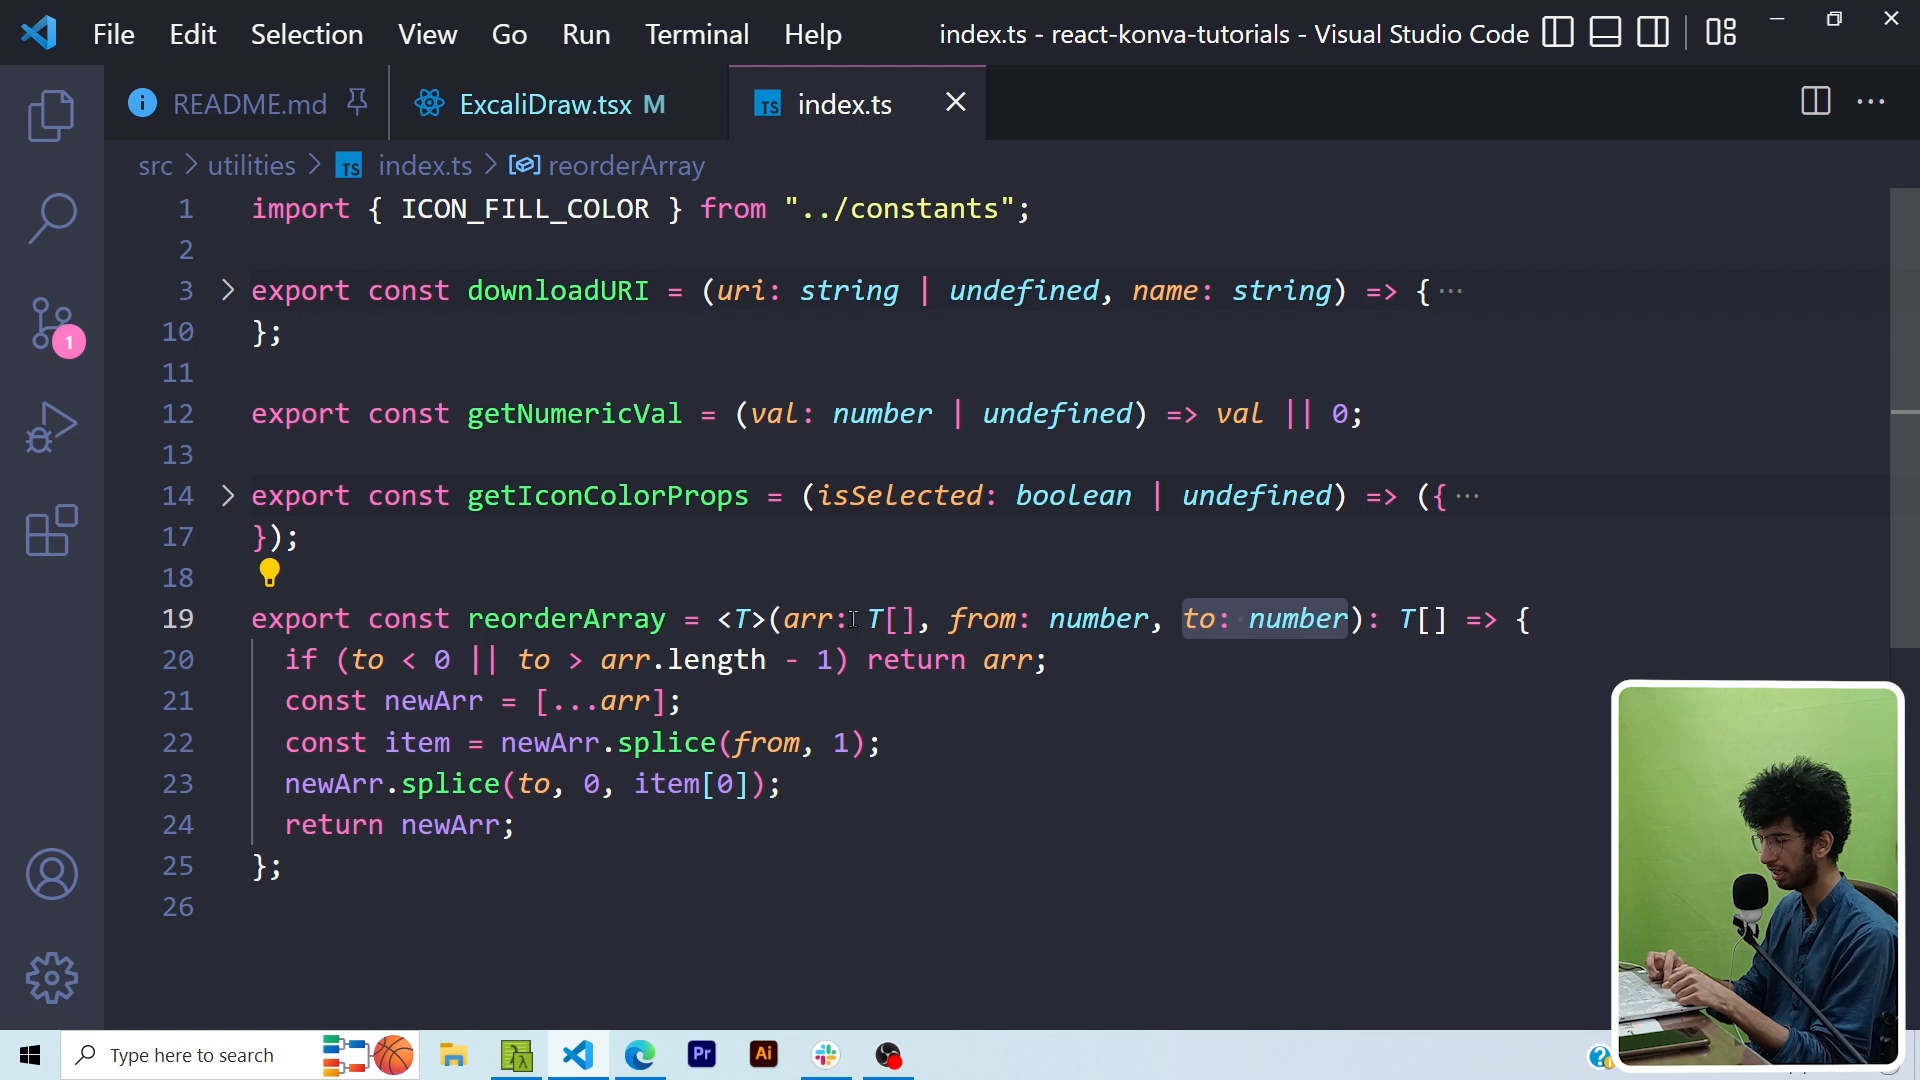 File Edit Selection View Go Run Terminal Help index.ts - react-konva-tutorials - Visual Studio Code
README.md ExcaliDraw.tsx M TS index.ts
src > utilities > TS index.ts > reorderArray
1 import { ICON_FILL_COLOR } from "../constants";
2
3 export const downloadURI = (uri: string | undefined, name: string) => {···
10 };
11
12 export const getNumericVal = (val: number | undefined) => val || 0;
13
14 export const getIconColorProps = (isSelected: boolean | undefined) => ({···
17 });
18
19 export const reorderArray = <T>(arr: T[], from: number, to: number): T[] => {
20 if (to < 0 || to > arr.length - 1) return arr;
21 const newArr = [...arr];
22 const item = newArr.splice(from, 1);
23 newArr.splice(to, 0, item[0]);
24 return newArr;
25 };
26
1
Type here to search Pr Ai